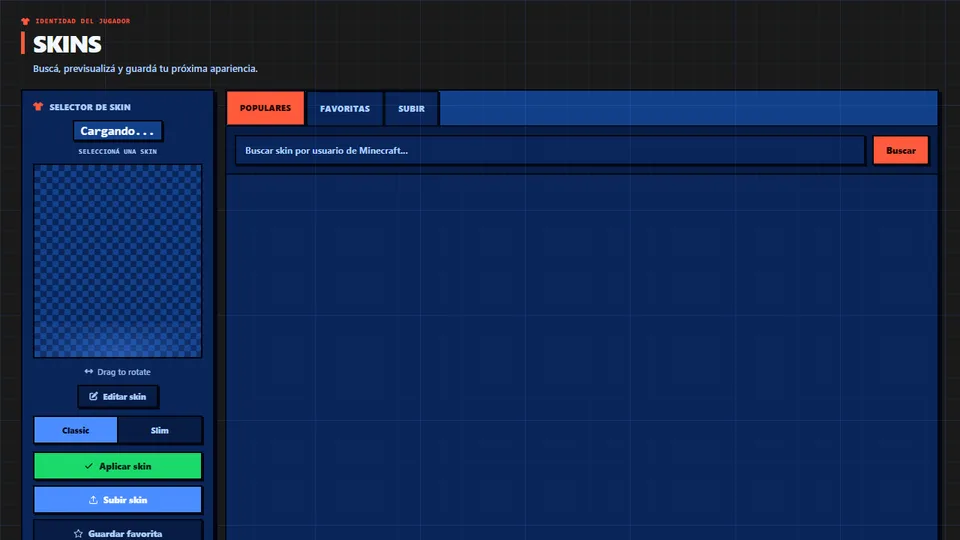 IDENTIDAD DEL JUGADOR
SKINS
Buscá, previsualizá y guardá tu próxima apariencia.
SELECTOR DE SKIN
Cargando...
SELECCIONÁ UNA SKIN
Drag to rotate
Editar skin
Classic Slim
Aplicar skin
Subir skin
Guardar favorita
POPULARES FAVORITAS SUBIR
Buscar skin por usuario de Minecraft... Buscar